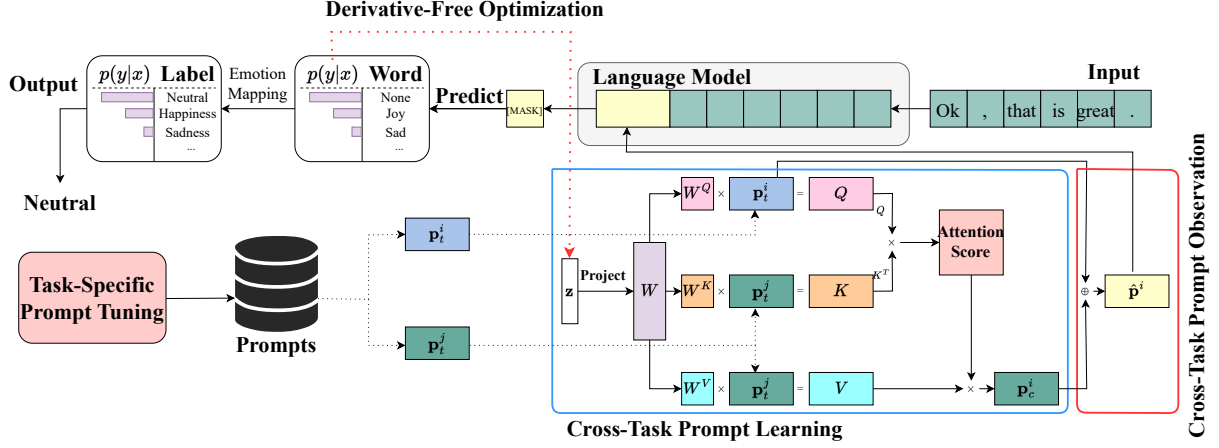 Derivative-Free Optimization
Output
p(y|x) Label
Neutral
Happiness
Sadness
...
Emotion
Mapping
p(y|x) Word
None
Joy
Sad
...
Predict
[MASK]
Language Model
Input
Ok , that is great .
Neutral
Task-Specific
Prompt Tuning
Prompts
p_t^i
p_t^j
z
Project
W
W^Q × p_t^i = Q
Q
W^K × p_t^j = K
K^T
×
Attention
Score
W^V × p_t^j = V
×
p_c^i
⊕
p̂^i
Cross-Task Prompt Learning
Cross-Task Prompt Observation